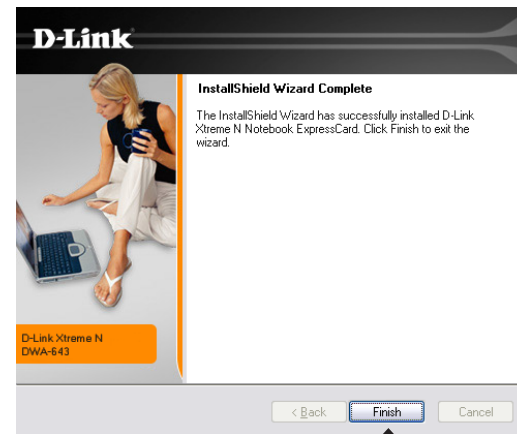 D-Link
InstallShield Wizard Complete
The InstallShield Wizard has successfully installed D-Link
Xtreme N Notebook ExpressCard. Click Finish to exit the
wizard.
D-Link Xtreme N
DWA-643
< Back
Finish
Cancel